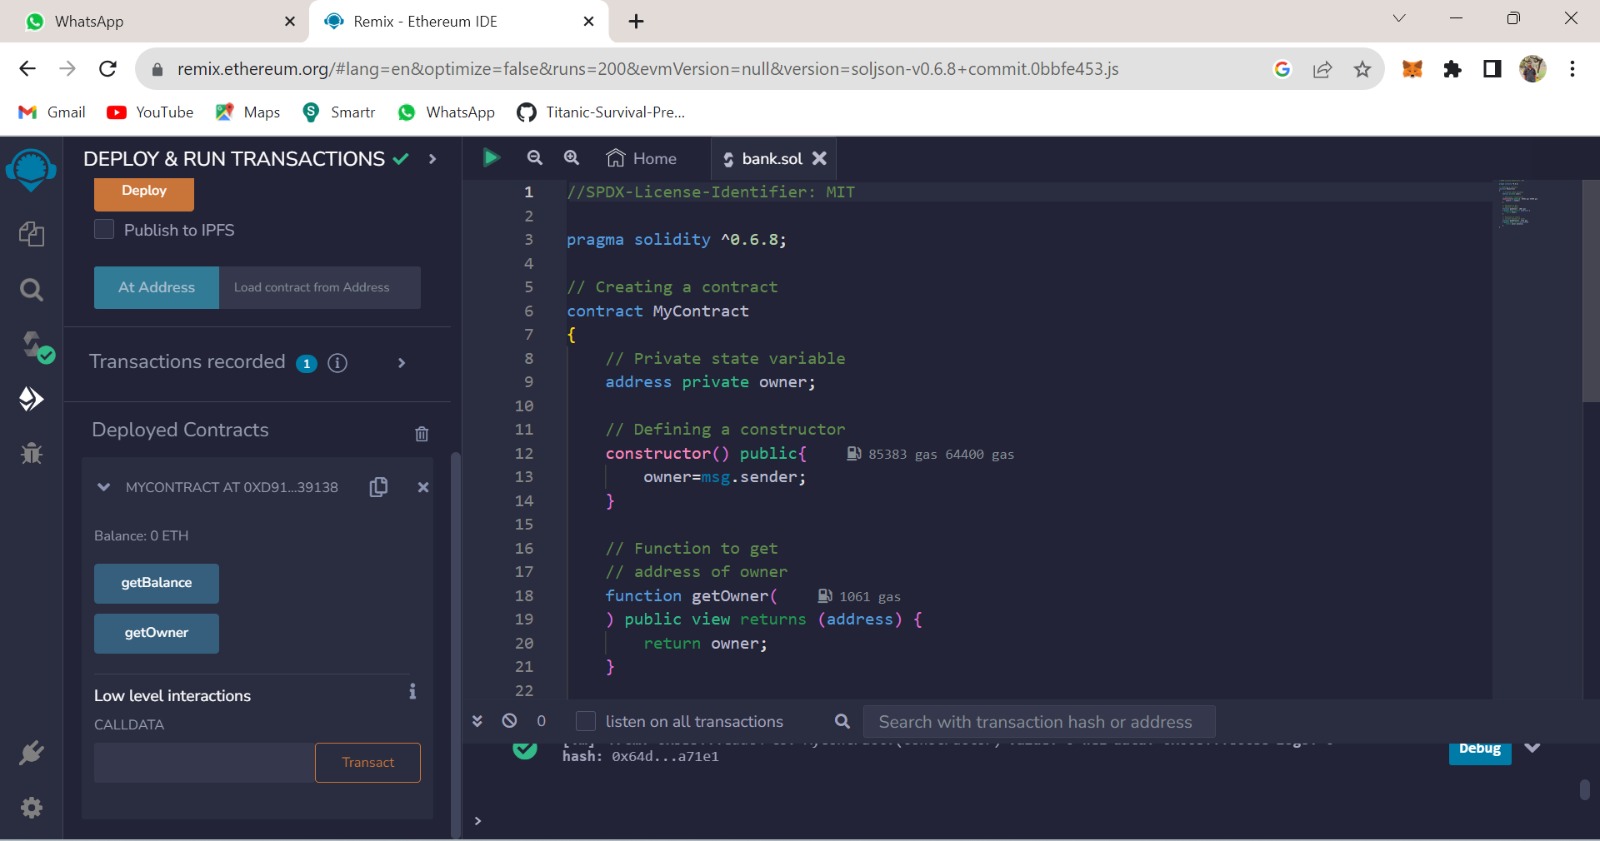 WhatsApp
Remix - Ethereum IDE
remix.ethereum.org/#lang=en&optimize=false&runs=200&evmVersion=null&version=soljson-v0.6.8+commit.0bbfe453.js
Gmail YouTube Maps Smartr WhatsApp Titanic-Survival-Pre...
DEPLOY & RUN TRANSACTIONS
Deploy
Publish to IPFS
At Address Load contract from Address
Transactions recorded 1 i
Deployed Contracts
MYCONTRACT AT 0XD91...39138
Balance: 0 ETH
getBalance
getOwner
Low level interactions i
CALLDATA
Transact
Home bank.sol
1 //SPDX-License-Identifier: MIT
2
3 pragma solidity ^0.6.8;
4
5 // Creating a contract
6 contract MyContract
7 {
8 // Private state variable
9 address private owner;
10
11 // Defining a constructor
12 constructor() public{ 85383 gas 64400 gas
13 owner=msg.sender;
14 }
15
16 // Function to get
17 // address of owner
18 function getOwner( 1061 gas
19 ) public view returns (address) {
20 return owner;
21 }
22
0 listen on all transactions Search with transaction hash or address
hash: 0x64d...a71e1
Debug
>